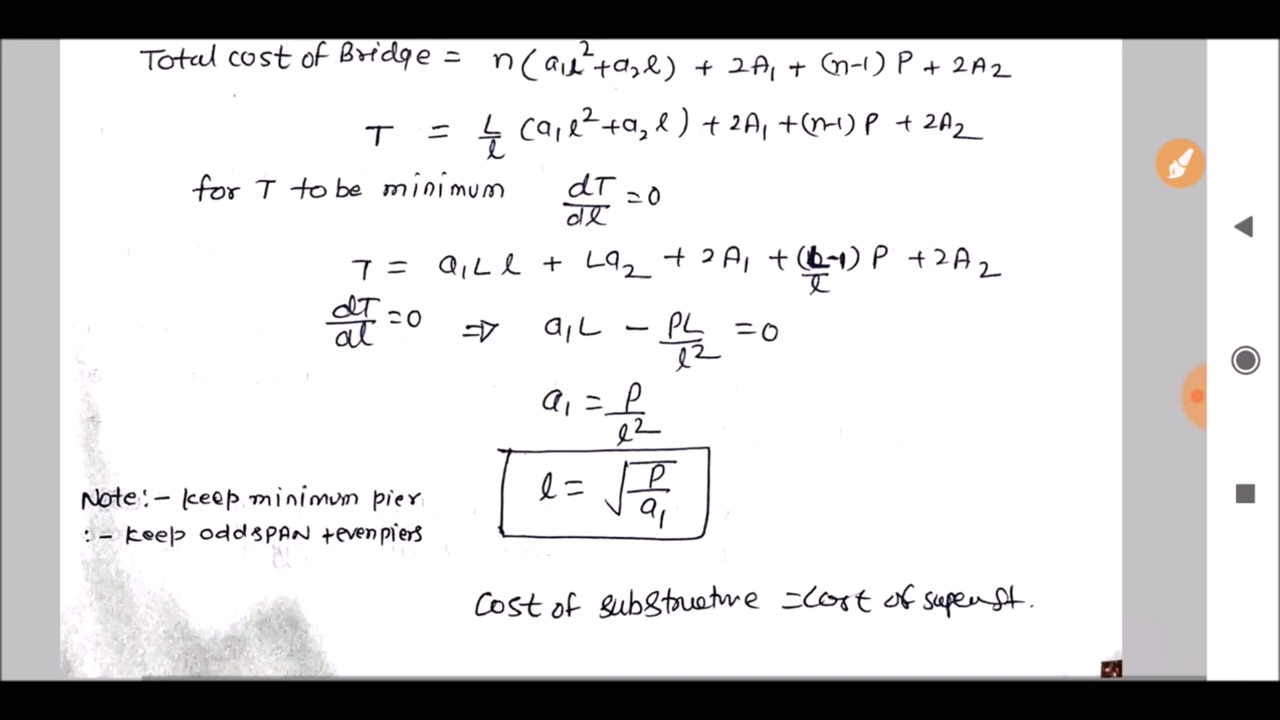 Total cost of Bridge = n(a₁l²+a₂l) + 2A₁ + (n-1) P + 2A2
T = L/l (a₁l²+a₂l) + 2A₁ +(n-1) P + 2A₂
for T to be minimum dT/dl =0
T = a₁L l + La₂ + 2A₁ + (L/l -1) P + 2A₂
dT/dl =0 ⇒ a₁L - PL/l² =0
a₁ = P/l²
l = √(P/a₁)
Note:- keep minimum pier
:- keep odd SPAN + even piers
Cost of substructure = cost of superst.